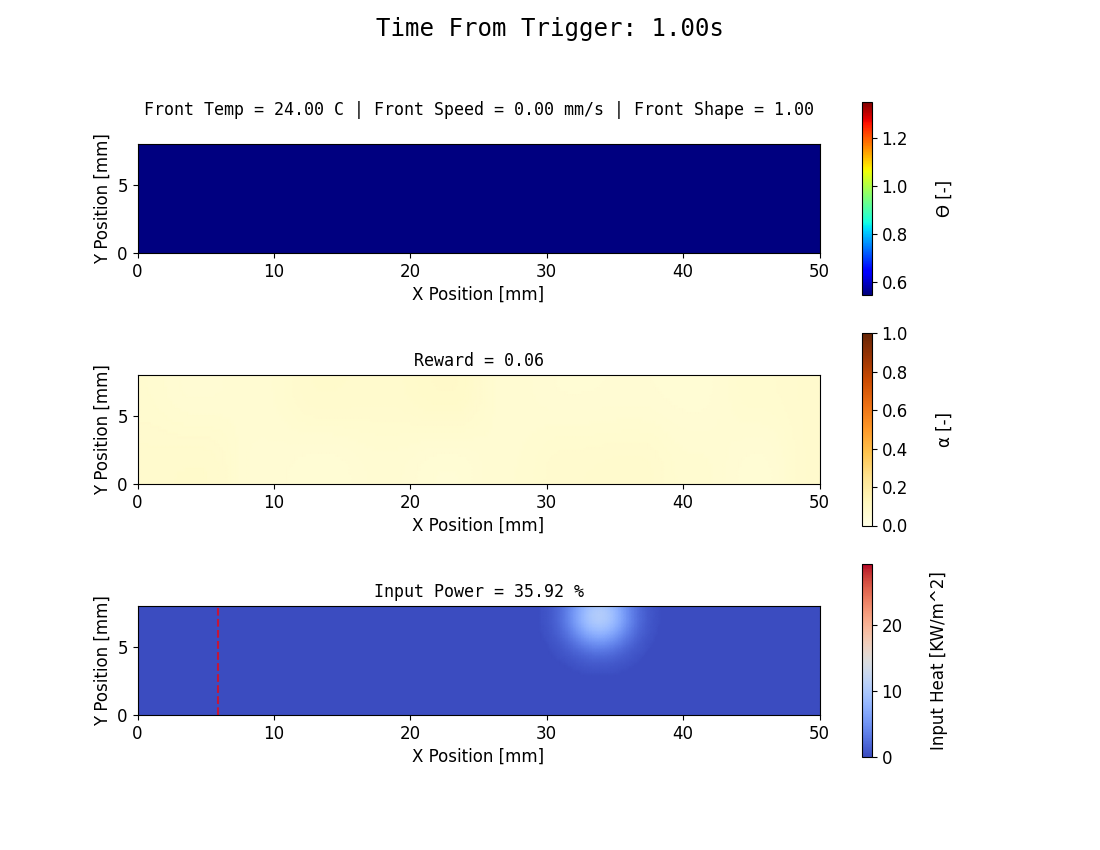 Time From Trigger: 1.00s
Front Temp = 24.00 C | Front Speed = 0.00 mm/s | Front Shape = 1.00
Y Position [mm]
5
0
0 10 20 30 40 50
X Position [mm]
1.2
1.0
0.8
0.6
Θ [-]
Reward = 0.06
Y Position [mm]
5
0
0 10 20 30 40 50
X Position [mm]
1.0
0.8
0.6
0.4
0.2
0.0
α [-]
Input Power = 35.92 %
Y Position [mm]
5
0
0 10 20 30 40 50
X Position [mm]
20
10
0
Input Heat [KW/m^2]